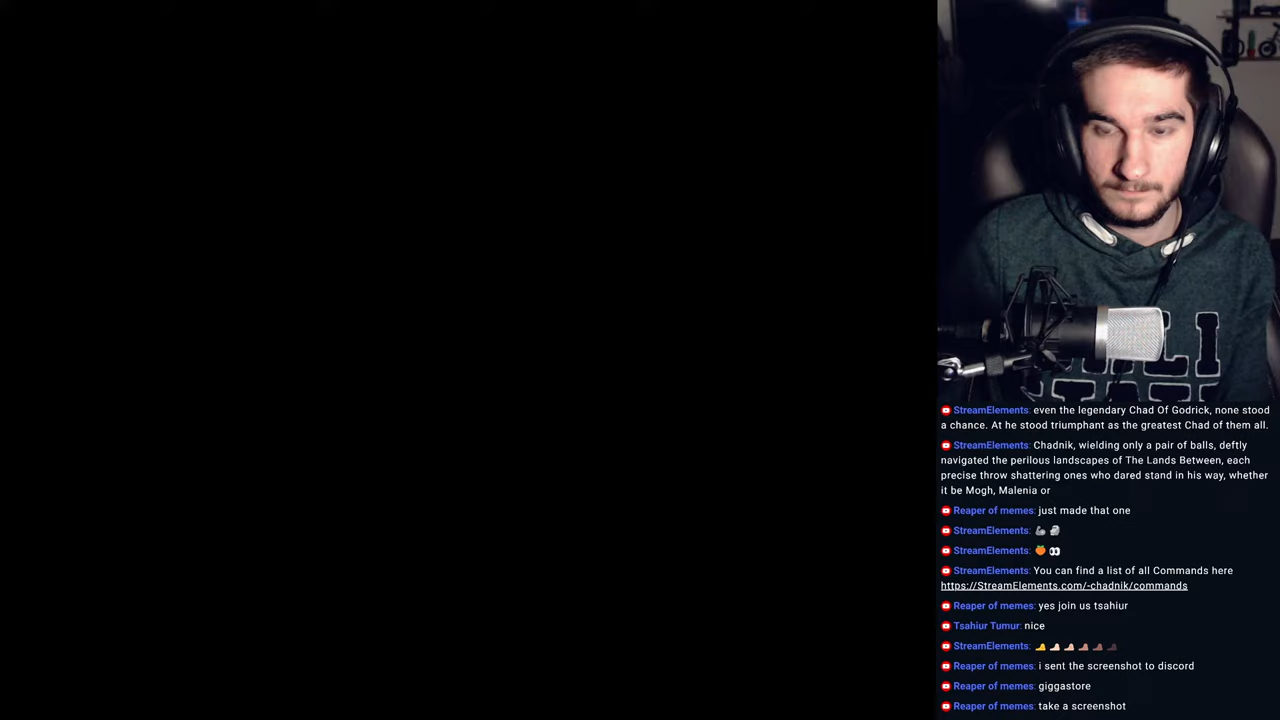 StreamElements: even the legendary Chad Of Godrick, none stood
a chance. At he stood triumphant as the greatest Chad of them all.
StreamElements: Chadnik, wielding only a pair of balls, deftly
navigated the perilous landscapes of The Lands Between, each
precise throw shattering ones who dared stand in his way, whether
it be Mogh, Malenia or
Reaper of memes: just made that one
StreamElements: 🦾 🗿
StreamElements: 🍊 👀
StreamElements: You can find a list of all Commands here
https://StreamElements.com/-chadnik/commands
Reaper of memes: yes join us tsahiur
Tsahiur Tumur: nice
StreamElements: 🦶 🦶🏻 🦶🏼 🦶🏽 🦶🏾 🦶🏿
Reaper of memes: i sent the screenshot to discord
Reaper of memes: giggastore
Reaper of memes: take a screenshot